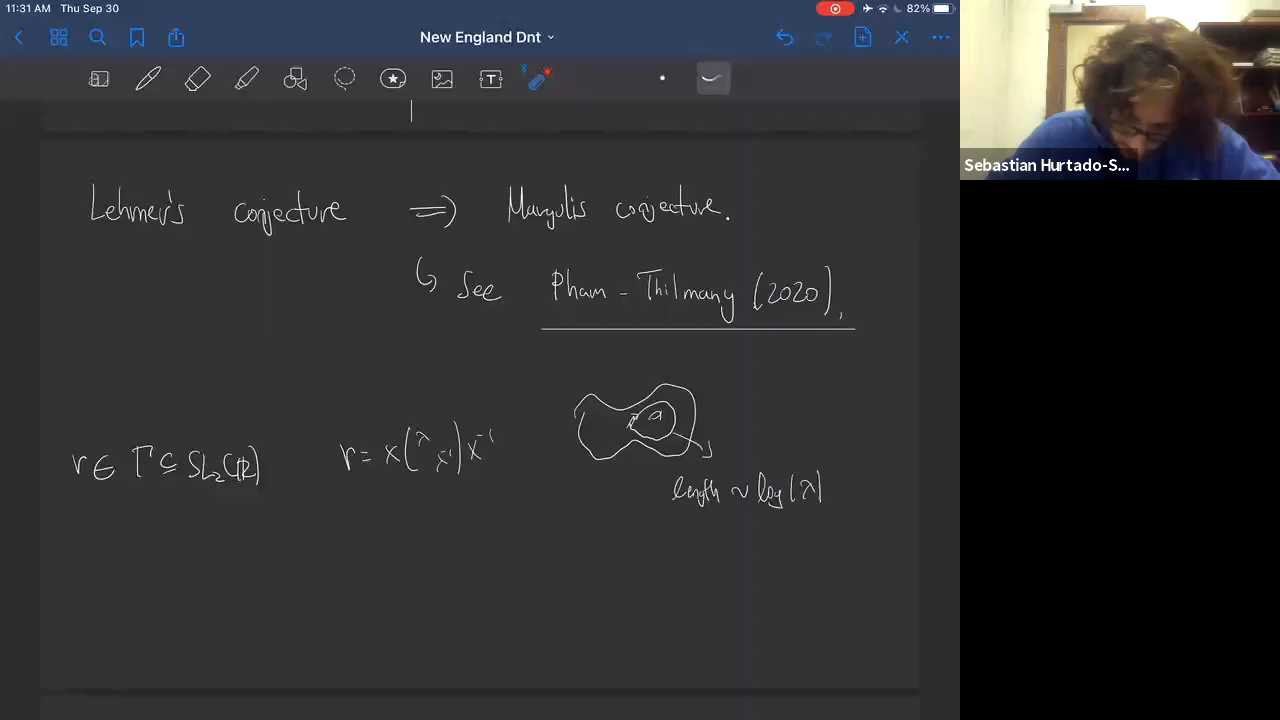 11:31 AM Thu Sep 30
82%
New England Dnt
Lehmer's conjecture ⇒ Margulis conjecture.
↳ See Pham - Thilmany (2020),
γ ∈ Γ ⊆ SL₂(ℝ) γ = x(λ λ⁻¹)x⁻¹
length ~ log|λ|
Sebastian Hurtado-S...